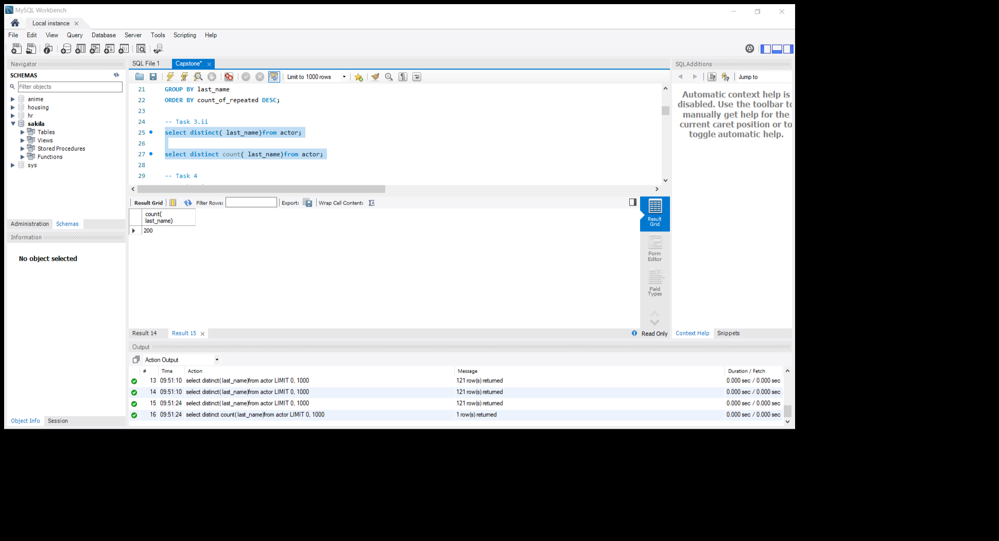 MySQL Workbench
Local instance
File Edit View Query Database Server Tools Scripting Help
Navigator
SCHEMAS
Filter objects
anime
housing
hr
sakila
Tables
Views
Stored Procedures
Functions
sys
Administration Schemas
Information
No object selected
Object Info Session
SQL File 1 Capstone*
Limit to 1000 rows
21 GROUP BY last_name
22 ORDER BY count_of_repeated DESC;
23
24 -- Task 3.ii
25 select distinct( last_name)from actor;
26
27 select distinct count( last_name)from actor;
28
29 -- Task 4
Result Grid Filter Rows: Export: Wrap Cell Content:
count(
last_name)
200
Result
Grid
Form
Editor
Field
Types
Result 14 Result 15 Read Only
SQLAdditions
Jump to
Automatic context help is
disabled. Use the toolbar to
manually get help for the
current caret position or to
toggle automatic help.
Context Help Snippets
Output
Action Output
# Time Action Message Duration / Fetch
13 09:51:10 select distinct( last_name)from actor LIMIT 0, 1000 121 row(s) returned 0.000 sec / 0.000 sec
14 09:51:10 select distinct( last_name)from actor LIMIT 0, 1000 121 row(s) returned 0.000 sec / 0.000 sec
15 09:51:24 select distinct( last_name)from actor LIMIT 0, 1000 121 row(s) returned 0.000 sec / 0.000 sec
16 09:51:24 select distinct count( last_name)from actor LIMIT 0, 1000 1 row(s) returned 0.000 sec / 0.000 sec